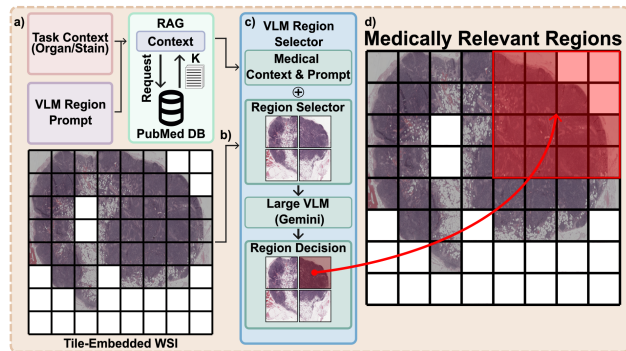 a)
Task Context
(Organ/Stain)
VLM Region
Prompt
RAG
Context
Request
K
PubMed DB
Tile-Embedded WSI
b)
c)
VLM Region
Selector
Medical
Context & Prompt
Region Selector
Large VLM
(Gemini)
Region Decision
d)
Medically Relevant Regions